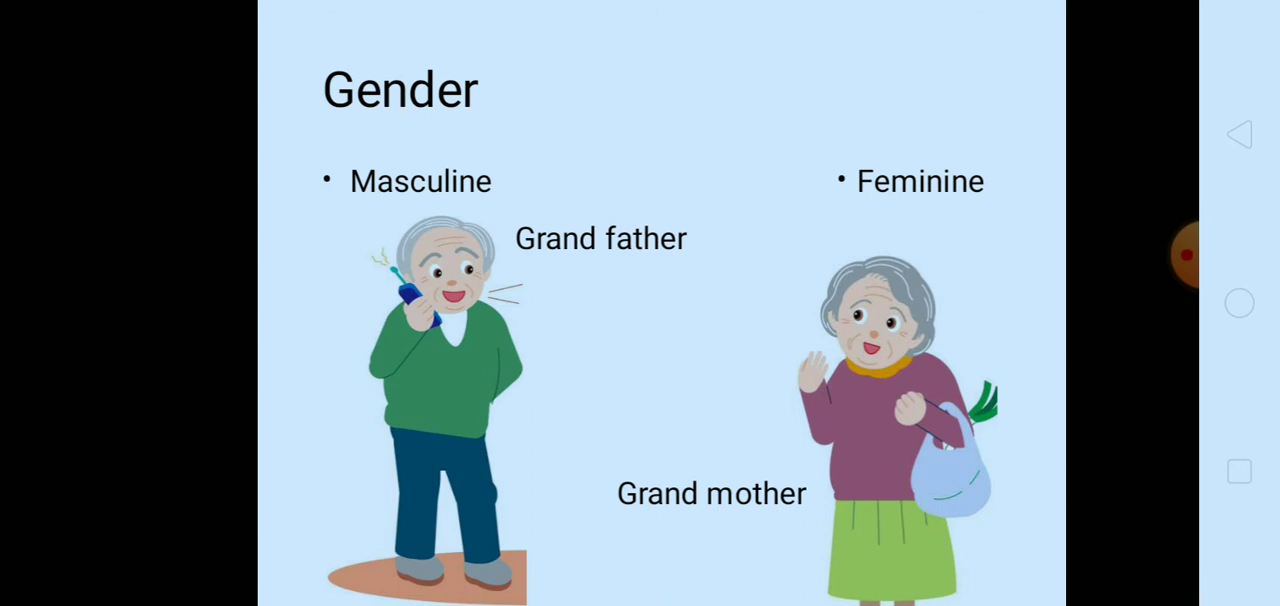 Gender
• Masculine
• Feminine
Grand father
Grand mother